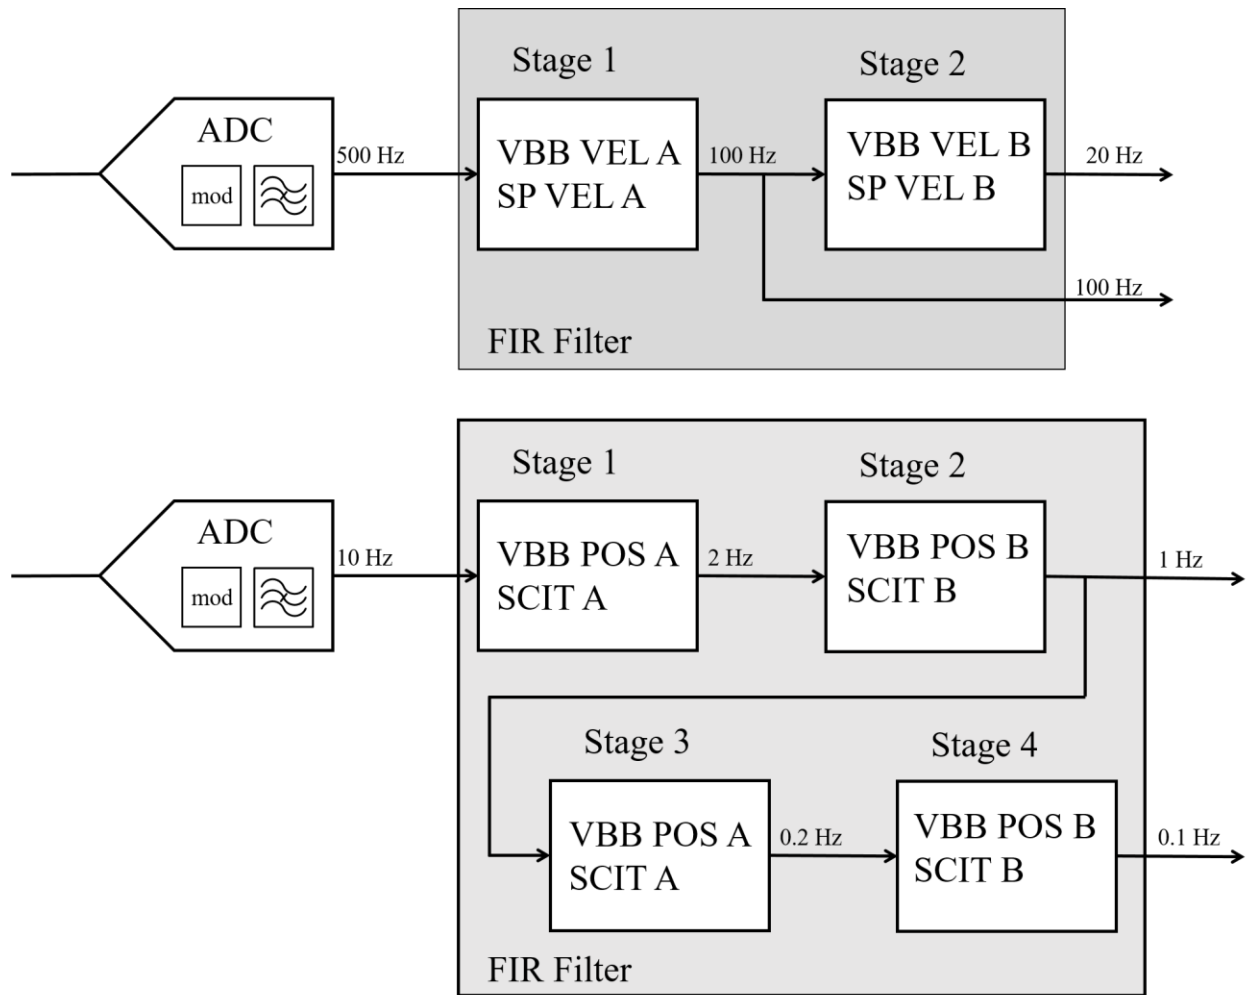 Stage 1
Stage 2
ADC
mod
500 Hz
VBB VEL A
SP VEL A
100 Hz
VBB VEL B
SP VEL B
20 Hz
100 Hz
FIR Filter
Stage 1
Stage 2
ADC
mod
10 Hz
VBB POS A
SCIT A
2 Hz
VBB POS B
SCIT B
1 Hz
Stage 3
Stage 4
VBB POS A
SCIT A
0.2 Hz
VBB POS B
SCIT B
0.1 Hz
FIR Filter